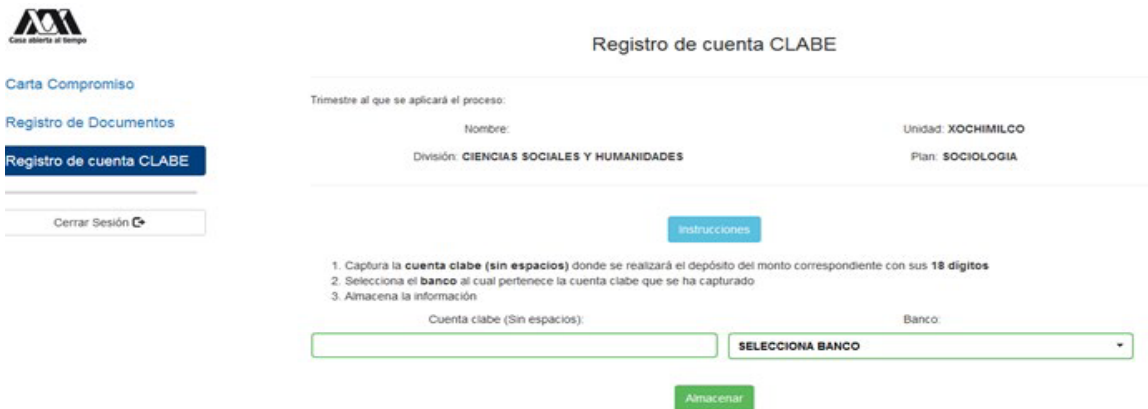 Casa abierta al tiempo
Registro de cuenta CLABE
Carta Compromiso
Registro de Documentos
Registro de cuenta CLABE
Cerrar Sesión
Trimestre al que se aplicará el proceso:
Nombre: Unidad: XOCHIMILCO
División: CIENCIAS SOCIALES Y HUMANIDADES Plan: SOCIOLOGIA
Instrucciones
1. Captura la cuenta clabe (sin espacios) donde se realizará el depósito del monto correspondiente con sus 18 dígitos
2. Selecciona el banco al cual pertenece la cuenta clabe que se ha capturado
3. Almacena la información
Cuenta clabe (Sin espacios): Banco:
SELECCIONA BANCO
Almacenar